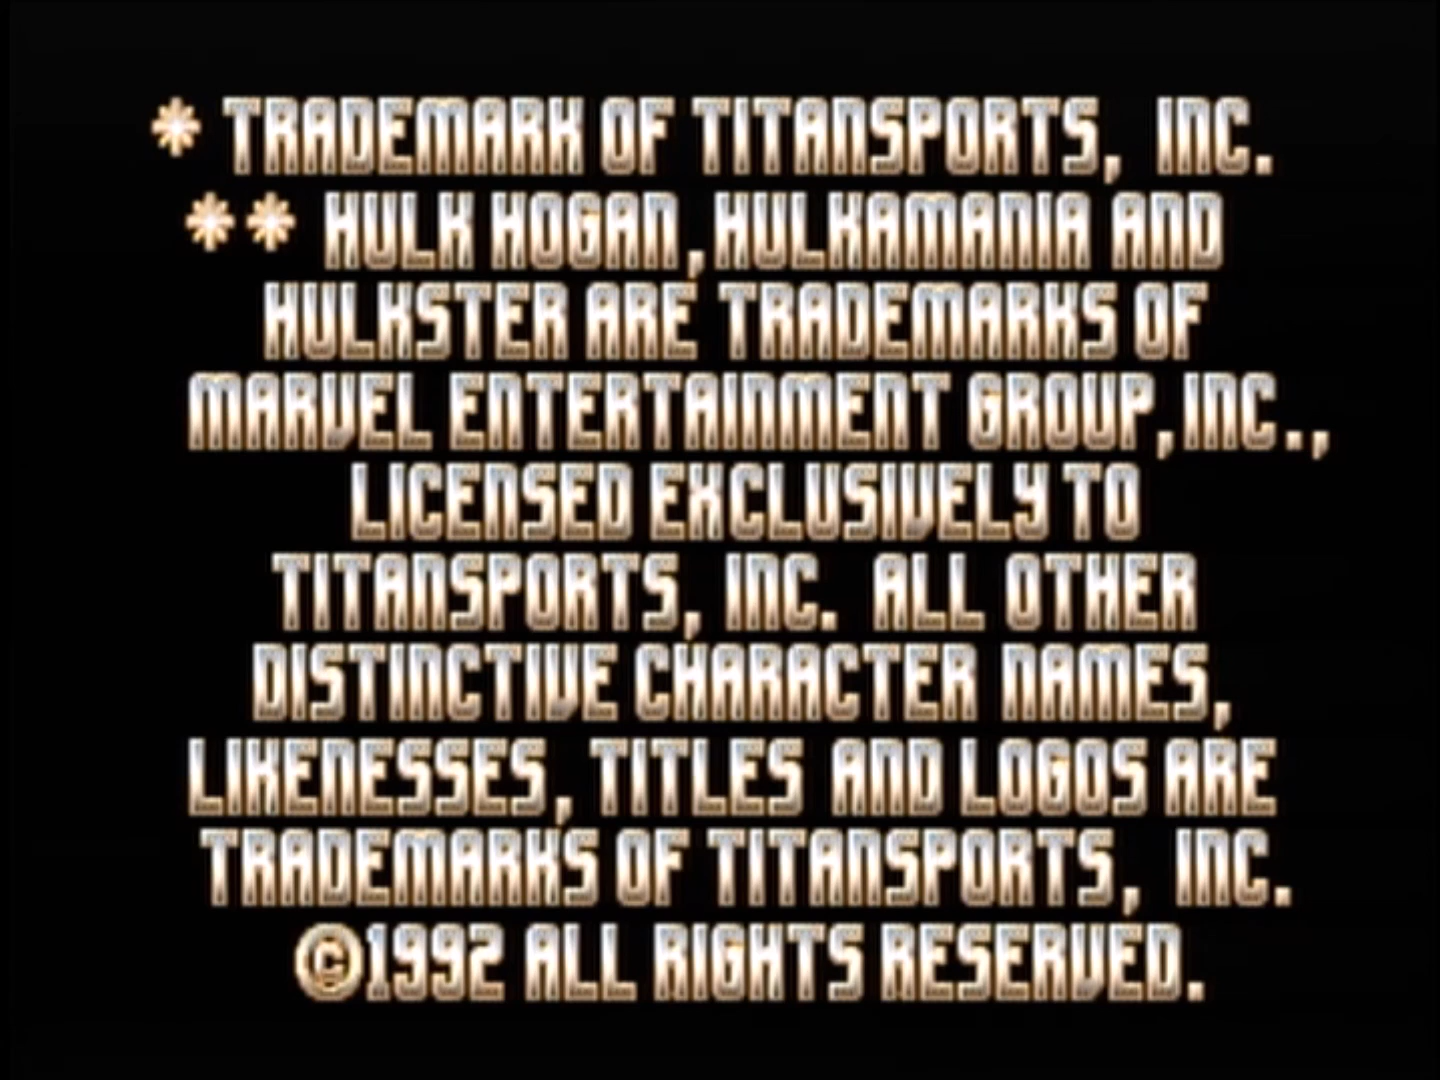 * TRADEMARK OF TITANSPORTS, INC.
** HULK HOGAN, HULKAMANIA AND
HULKSTER ARE TRADEMARKS OF
MARVEL ENTERTAINMENT GROUP, INC.,
LICENSED EXCLUSIVELY TO
TITANSPORTS, INC. ALL OTHER
DISTINCTIVE CHARACTER NAMES,
LIKENESSES, TITLES AND LOGOS ARE
TRADEMARKS OF TITANSPORTS, INC.
©1992 ALL RIGHTS RESERVED.